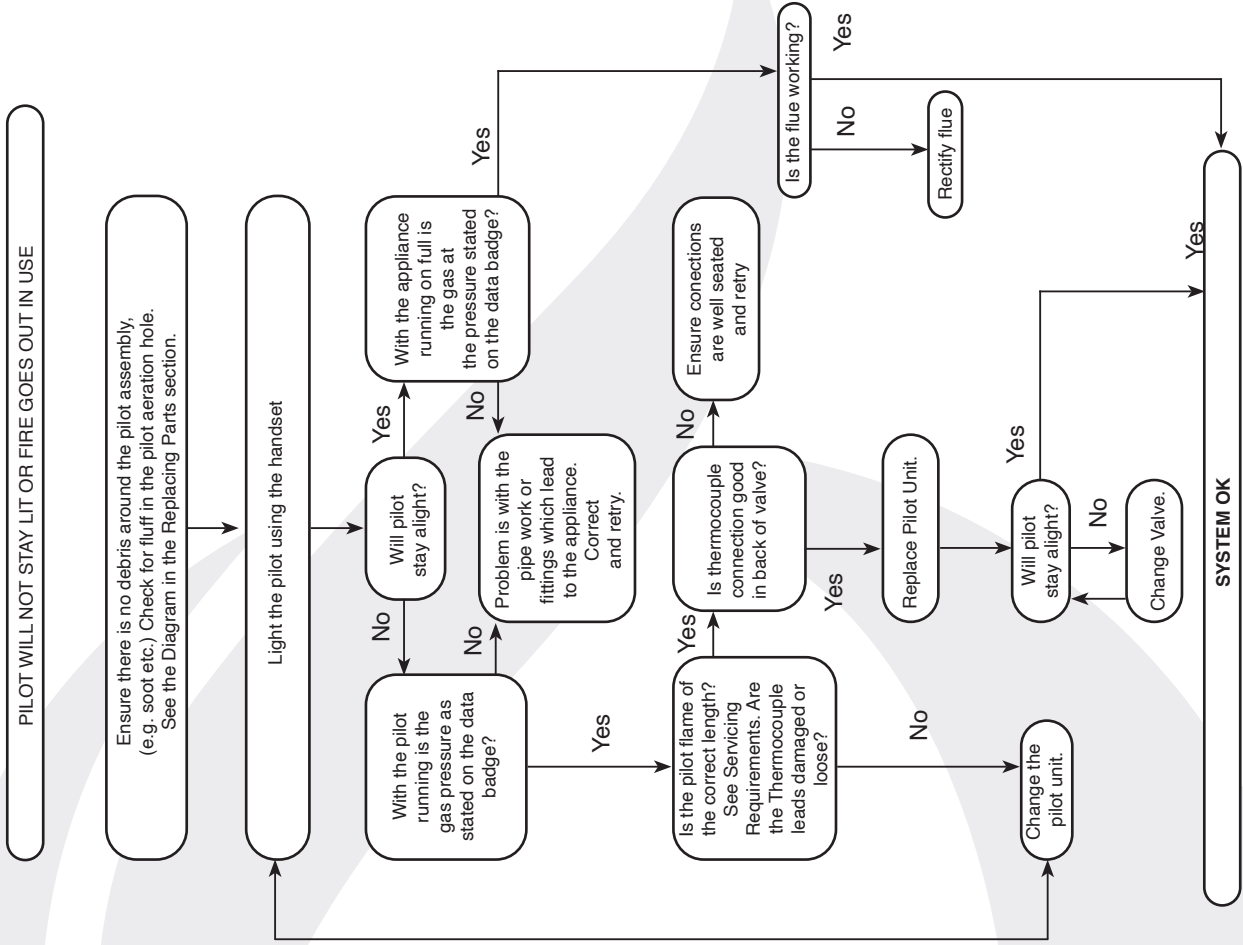 PILOT WILL NOT STAY LIT OR FIRE GOES OUT IN USE
Ensure there is no debris around the pilot assembly,
(e.g. soot etc.) Check for fluff in the pilot aeration hole.
See the Diagram in the Replacing Parts section.
Light the pilot using the handset
Will pilot
stay alight?
No
Yes
With the pilot
running is the
gas pressure as
stated on the data
badge?
With the appliance
running on full is
the gas at
the pressure stated
on the data badge?
No
No
Yes
Problem is with the
pipe work or
fittings which lead
to the appliance.
Correct
and retry.
Yes
Is the pilot flame of
the correct length?
See Servicing
Requirements. Are
the Thermocouple
leads damaged or
loose?
Yes
Is thermocouple
connection good
in back of valve?
No
Ensure conections
are well seated
and retry
Is the flue working?
No
Yes
Rectify flue
Yes
Replace Pilot Unit.
No
Change the
pilot unit.
Will pilot
stay alight?
Yes
No
Change Valve.
Yes
SYSTEM OK